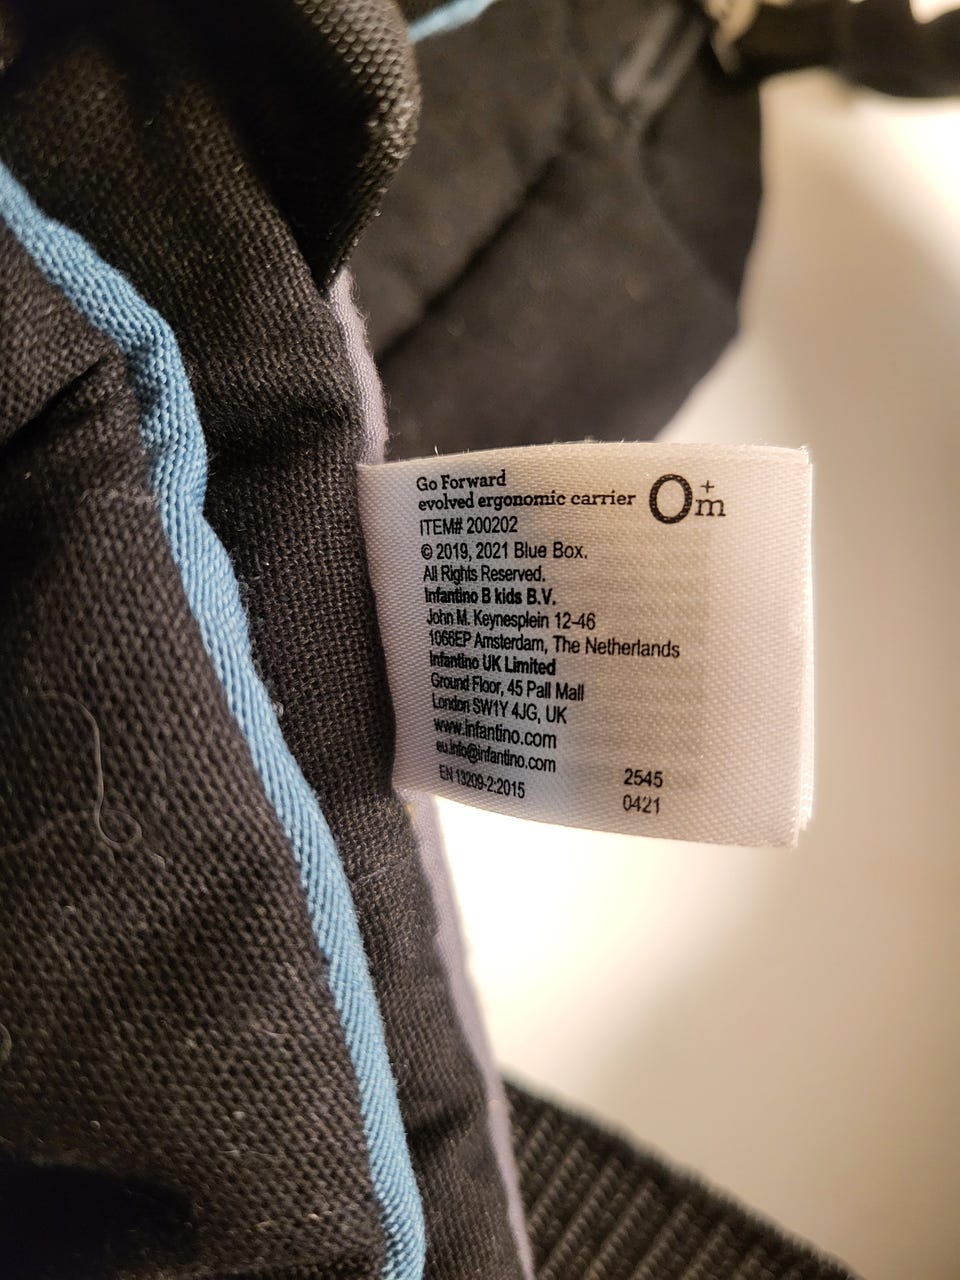 Go Forward
evolved ergonomic carrier
0+m
ITEM# 200202
© 2019, 2021 Blue Box.
All Rights Reserved.
Infantino B kids B.V.
John M. Keynesplein 12-46
1066EP Amsterdam, The Netherlands
Infantino UK Limited
Ground Floor, 45 Pall Mall
London SW1Y 4JG, UK
www.infantino.com
eu.info@infantino.com
EN 13209-2:2015
2545
0421